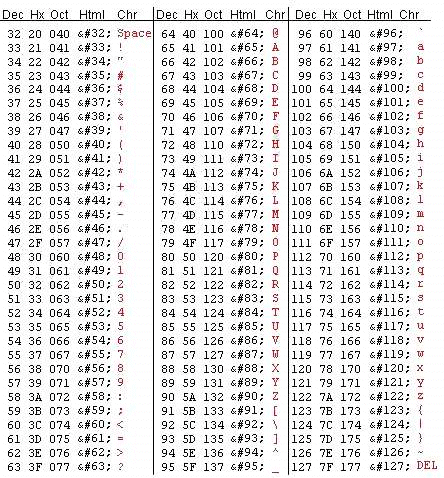 Dec Hx Oct Html Chr Dec Hx Oct Html Chr Dec Hx Oct Html Chr
32 20 040 &#32; Space 64 40 100 &#64; @ 96 60 140 &#96; `
33 21 041 &#33; ! 65 41 101 &#65; A 97 61 141 &#97; a
34 22 042 &#34; " 66 42 102 &#66; B 98 62 142 &#98; b
35 23 043 &#35; # 67 43 103 &#67; C 99 63 143 &#99; c
36 24 044 &#36; $ 68 44 104 &#68; D 100 64 144 &#100; d
37 25 045 &#37; % 69 45 105 &#69; E 101 65 145 &#101; e
38 26 046 &#38; & 70 46 106 &#70; F 102 66 146 &#102; f
39 27 047 &#39; ' 71 47 107 &#71; G 103 67 147 &#103; g
40 28 050 &#40; ( 72 48 110 &#72; H 104 68 150 &#104; h
41 29 051 &#41; ) 73 49 111 &#73; I 105 69 151 &#105; i
42 2A 052 &#42; * 74 4A 112 &#74; J 106 6A 152 &#106; j
43 2B 053 &#43; + 75 4B 113 &#75; K 107 6B 153 &#107; k
44 2C 054 &#44; , 76 4C 114 &#76; L 108 6C 154 &#108; l
45 2D 055 &#45; - 77 4D 115 &#77; M 109 6D 155 &#109; m
46 2E 056 &#46; . 78 4E 116 &#78; N 110 6E 156 &#110; n
47 2F 057 &#47; / 79 4F 117 &#79; O 111 6F 157 &#111; o
48 30 060 &#48; 0 80 50 120 &#80; P 112 70 160 &#112; p
49 31 061 &#49; 1 81 51 121 &#81; Q 113 71 161 &#113; q
50 32 062 &#50; 2 82 52 122 &#82; R 114 72 162 &#114; r
51 33 063 &#51; 3 83 53 123 &#83; S 115 73 163 &#115; s
52 34 064 &#52; 4 84 54 124 &#84; T 116 74 164 &#116; t
53 35 065 &#53; 5 85 55 125 &#85; U 117 75 165 &#117; u
54 36 066 &#54; 6 86 56 126 &#86; V 118 76 166 &#118; v
55 37 067 &#55; 7 87 57 127 &#87; W 119 77 167 &#119; w
56 38 070 &#56; 8 88 58 130 &#88; X 120 78 170 &#120; x
57 39 071 &#57; 9 89 59 131 &#89; Y 121 79 171 &#121; y
58 3A 072 &#58; : 90 5A 132 &#90; Z 122 7A 172 &#122; z
59 3B 073 &#59; ; 91 5B 133 &#91; [ 123 7B 173 &#123; {
60 3C 074 &#60; < 92 5C 134 &#92; \ 124 7C 174 &#124; |
61 3D 075 &#61; = 93 5D 135 &#93; ] 125 7D 175 &#125; }
62 3E 076 &#62; > 94 5E 136 &#94; ^ 126 7E 176 &#126; ~
63 3F 077 &#63; ? 95 5F 137 &#95; _ 127 7F 177 &#127; DEL